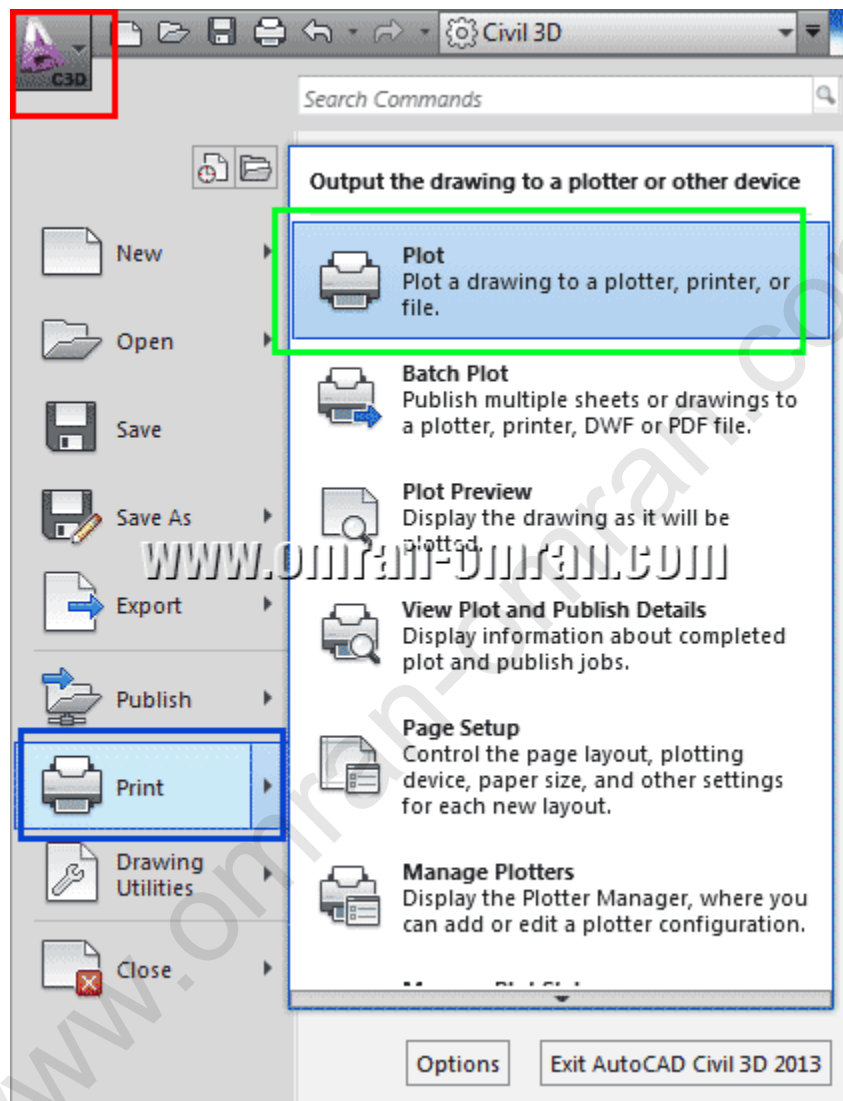 Civil 3D
C3D
Search Commands
Output the drawing to a plotter or other device
New
Open
Save
Save As
Export
Publish
Print
Drawing
Utilities
Close
Plot
Plot a drawing to a plotter, printer, or
file.
Batch Plot
Publish multiple sheets or drawings to
a plotter, printer, DWF or PDF file.
Plot Preview
Display the drawing as it will be
plotted.
www.omran-omran.com
View Plot and Publish Details
Display information about completed
plot and publish jobs.
Page Setup
Control the page layout, plotting
device, paper size, and other settings
for each new layout.
Manage Plotters
Display the Plotter Manager, where you
can add or edit a plotter configuration.
Options
Exit AutoCAD Civil 3D 2013
www.omran-omran.co